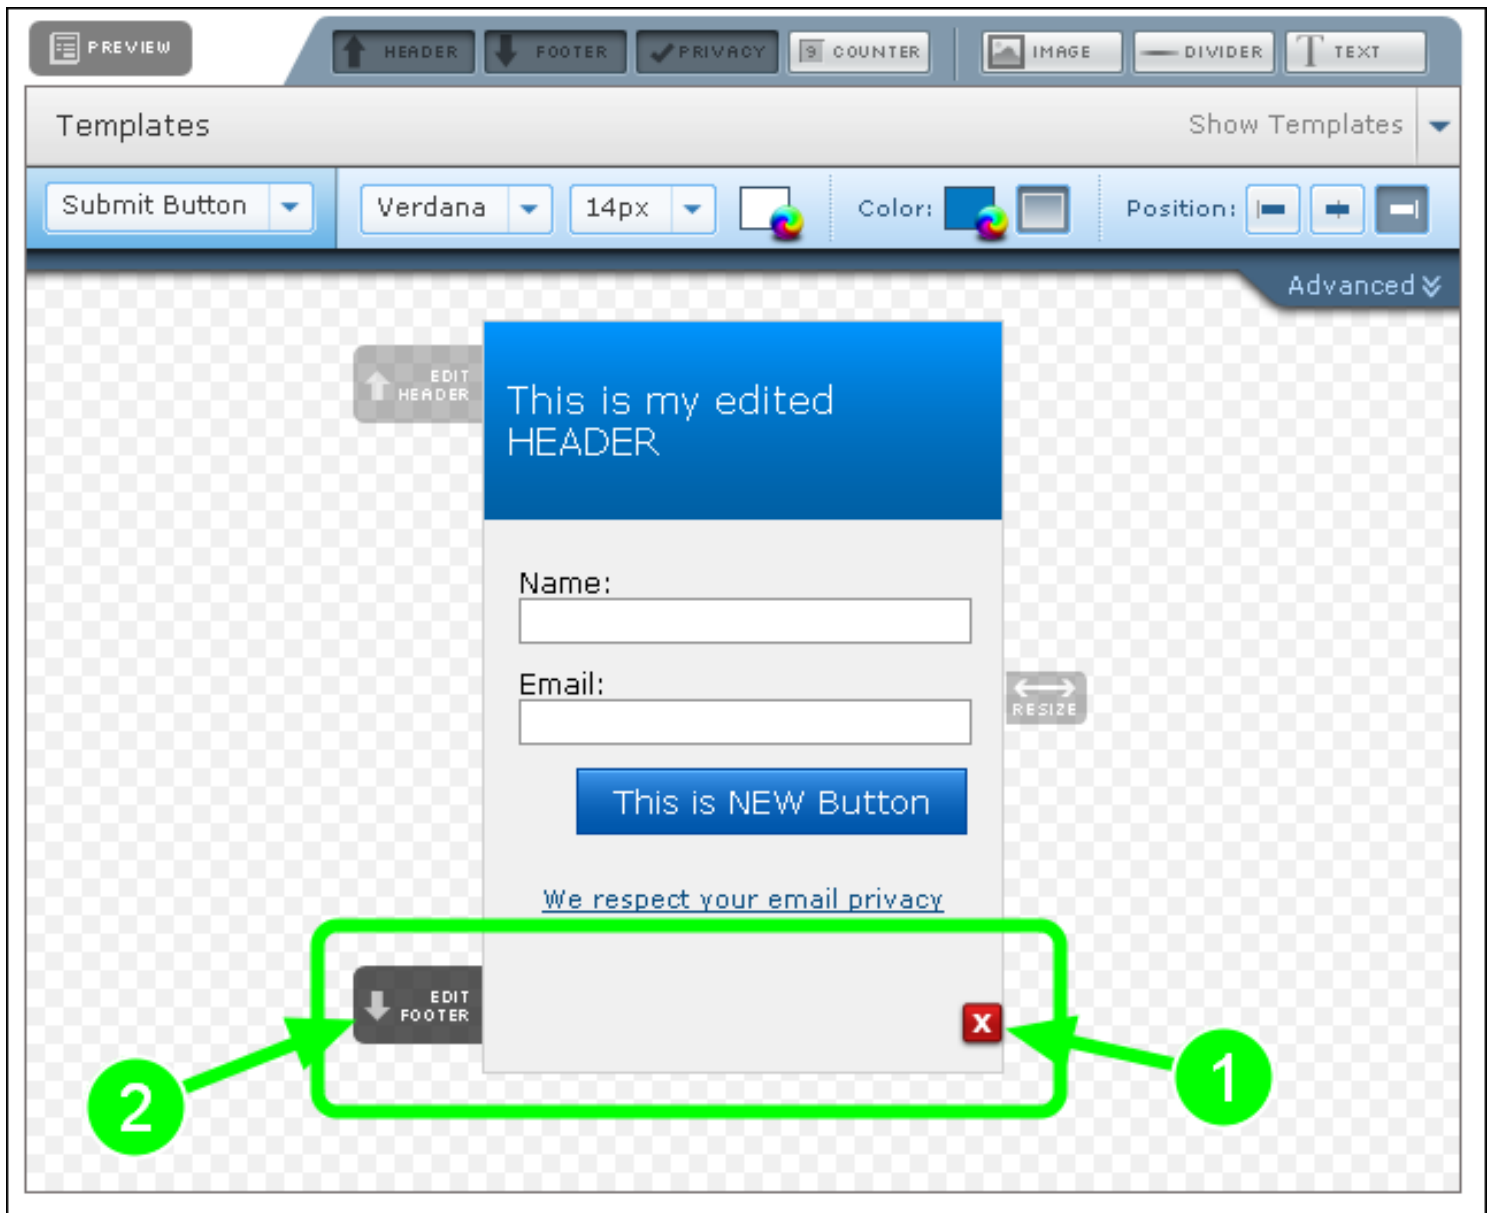 PREVIEW
HEADER
FOOTER
PRIVACY
9 COUNTER
IMAGE
DIVIDER
T TEXT
Templates
Show Templates
Submit Button
Verdana
14px
Color:
Position:
Advanced
EDIT
HEADER
This is my edited
HEADER
Name:
Email:
RESIZE
This is NEW Button
We respect your email privacy
EDIT
FOOTER
X
1
2